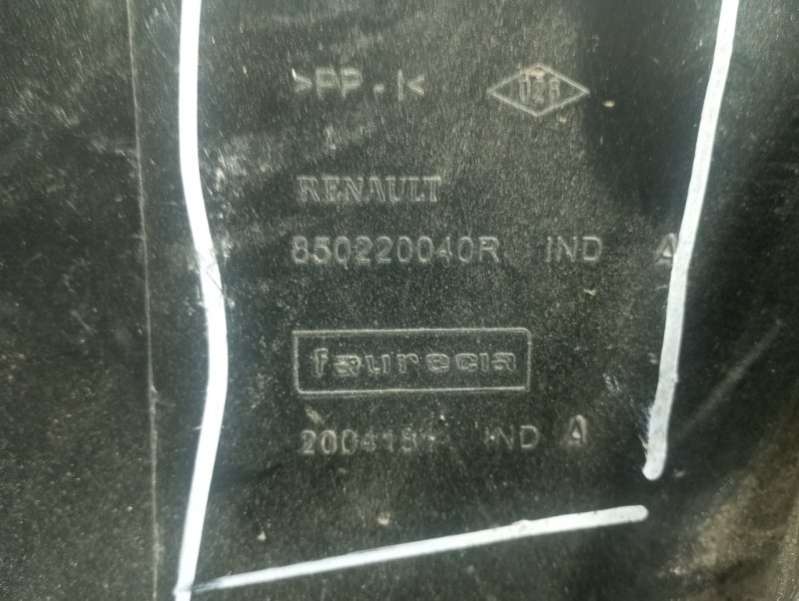 >PP-I<
RENAULT
850220040R IND A
faurecia
IND A